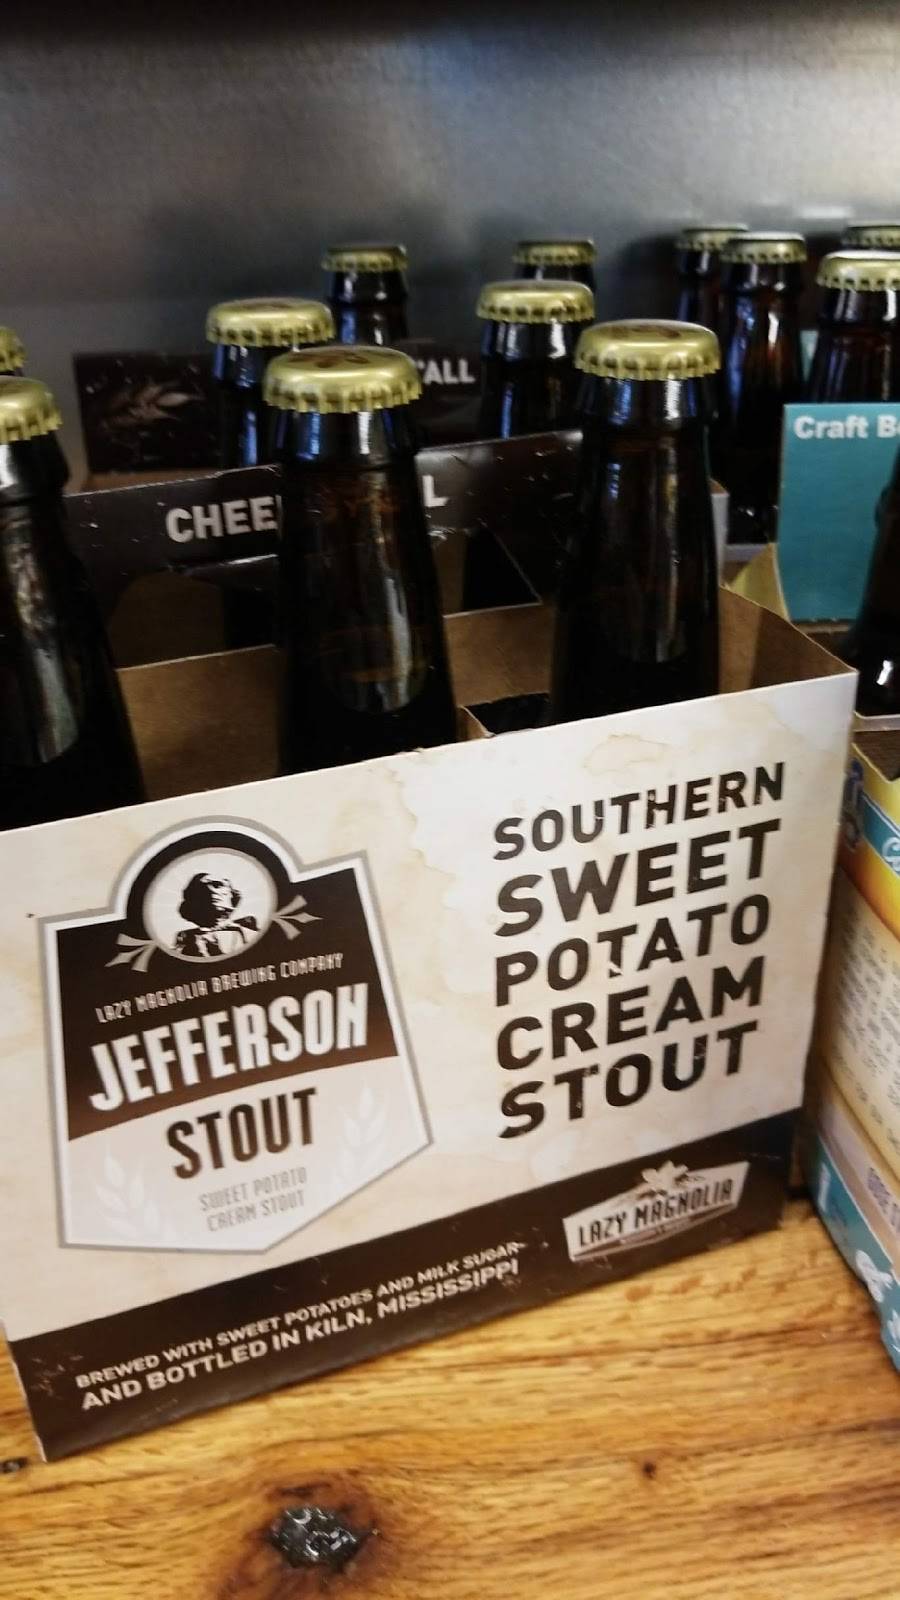 'ALL
CHEE L
Craft
LAZY MAGNOLIA BREWING COMPANY
JEFFERSON
STOUT
SWEET POTATO
CREAM STOUT
SOUTHERN
SWEET
POTATO
CREAM
STOUT
LAZY MAGNOLIA
BREWED WITH SWEET POTATOES AND MILK SUGAR
AND BOTTLED IN KILN, MISSISSIPPI